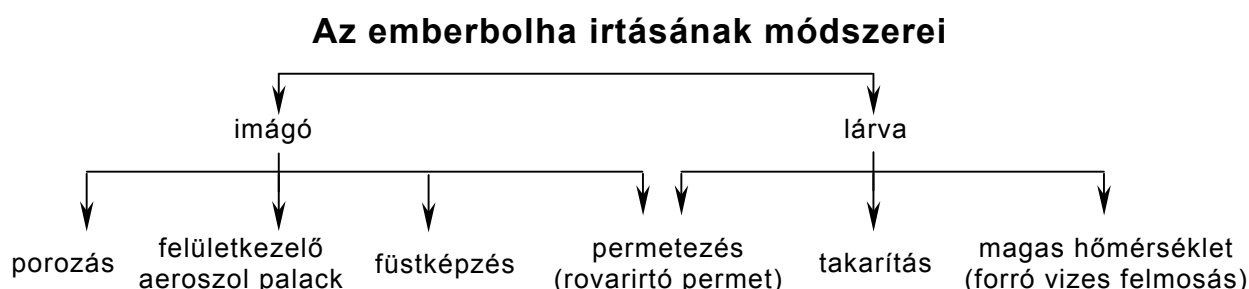 Az emberbolha irtásának módszerei
imágó
lárva
porozás
felületkezelő
aeroszol palack
füstképzés
permetezés
(rovarirtó permet)
takarítás
magas hőmérséklet
(forró vizes felmosás)